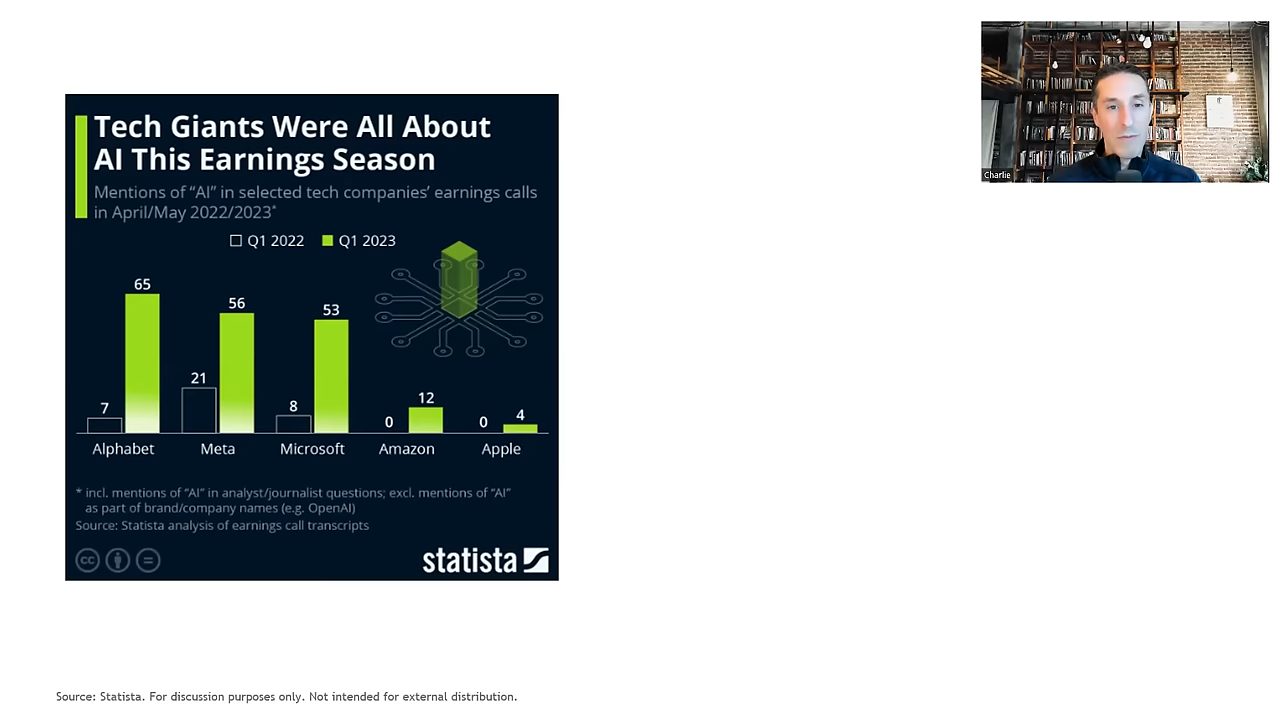 Tech Giants Were All About
AI This Earnings Season
Mentions of “AI” in selected tech companies’ earnings calls
in April/May 2022/2023*
Q1 2022 Q1 2023
65
56
53
21
12
7
8
0
0
4
Alphabet Meta Microsoft Amazon Apple
* incl. mentions of “AI” in analyst/journalist questions; excl. mentions of “AI”
as part of brand/company names (e.g. OpenAI)
Source: Statista analysis of earnings call transcripts
cc
statista
Charlie
Source: Statista. For discussion purposes only. Not intended for external distribution.